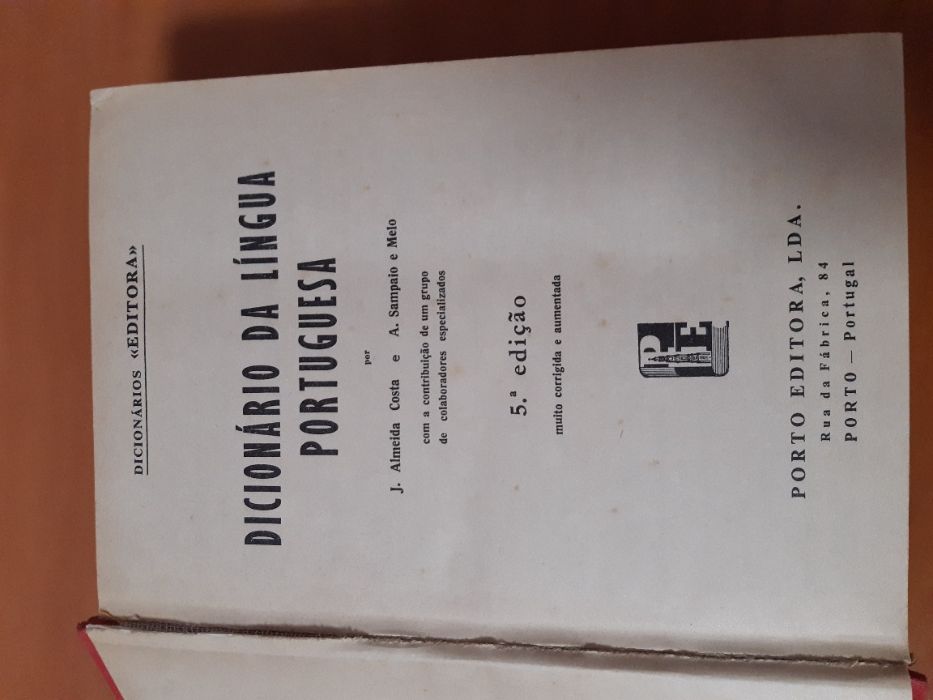 DICIONÁRIOS «EDITORA»
DICIONÁRIO DA LÍNGUA
PORTUGUESA
por
J. Almeida Costa e A. Sampaio e Melo
com a contribuição de um grupo
de colaboradores especializados
5.ª edição
muito corrigida e aumentada
PE
PORTO EDITORA, LDA.
Rua da Fábrica, 84
PORTO — Portugal